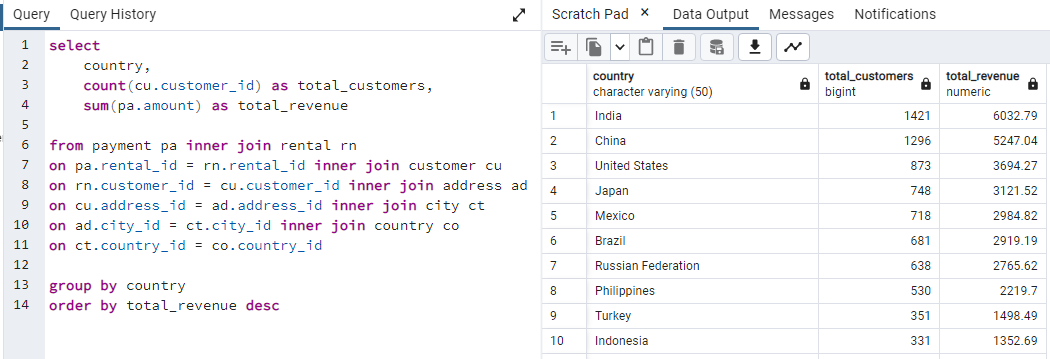 Query Query History
1 select
2 country,
3 count(cu.customer_id) as total_customers,
4 sum(pa.amount) as total_revenue
5
6 from payment pa inner join rental rn
7 on pa.rental_id = rn.rental_id inner join customer cu
8 on rn.customer_id = cu.customer_id inner join address ad
9 on cu.address_id = ad.address_id inner join city ct
10 on ad.city_id = ct.city_id inner join country co
11 on ct.country_id = co.country_id
12
13 group by country
14 order by total_revenue desc
Scratch Pad × Data Output Messages Notifications
country total_customers total_revenue
character varying (50) bigint numeric
1 India 1421 6032.79
2 China 1296 5247.04
3 United States 873 3694.27
4 Japan 748 3121.52
5 Mexico 718 2984.82
6 Brazil 681 2919.19
7 Russian Federation 638 2765.62
8 Philippines 530 2219.7
9 Turkey 351 1498.49
10 Indonesia 331 1352.69